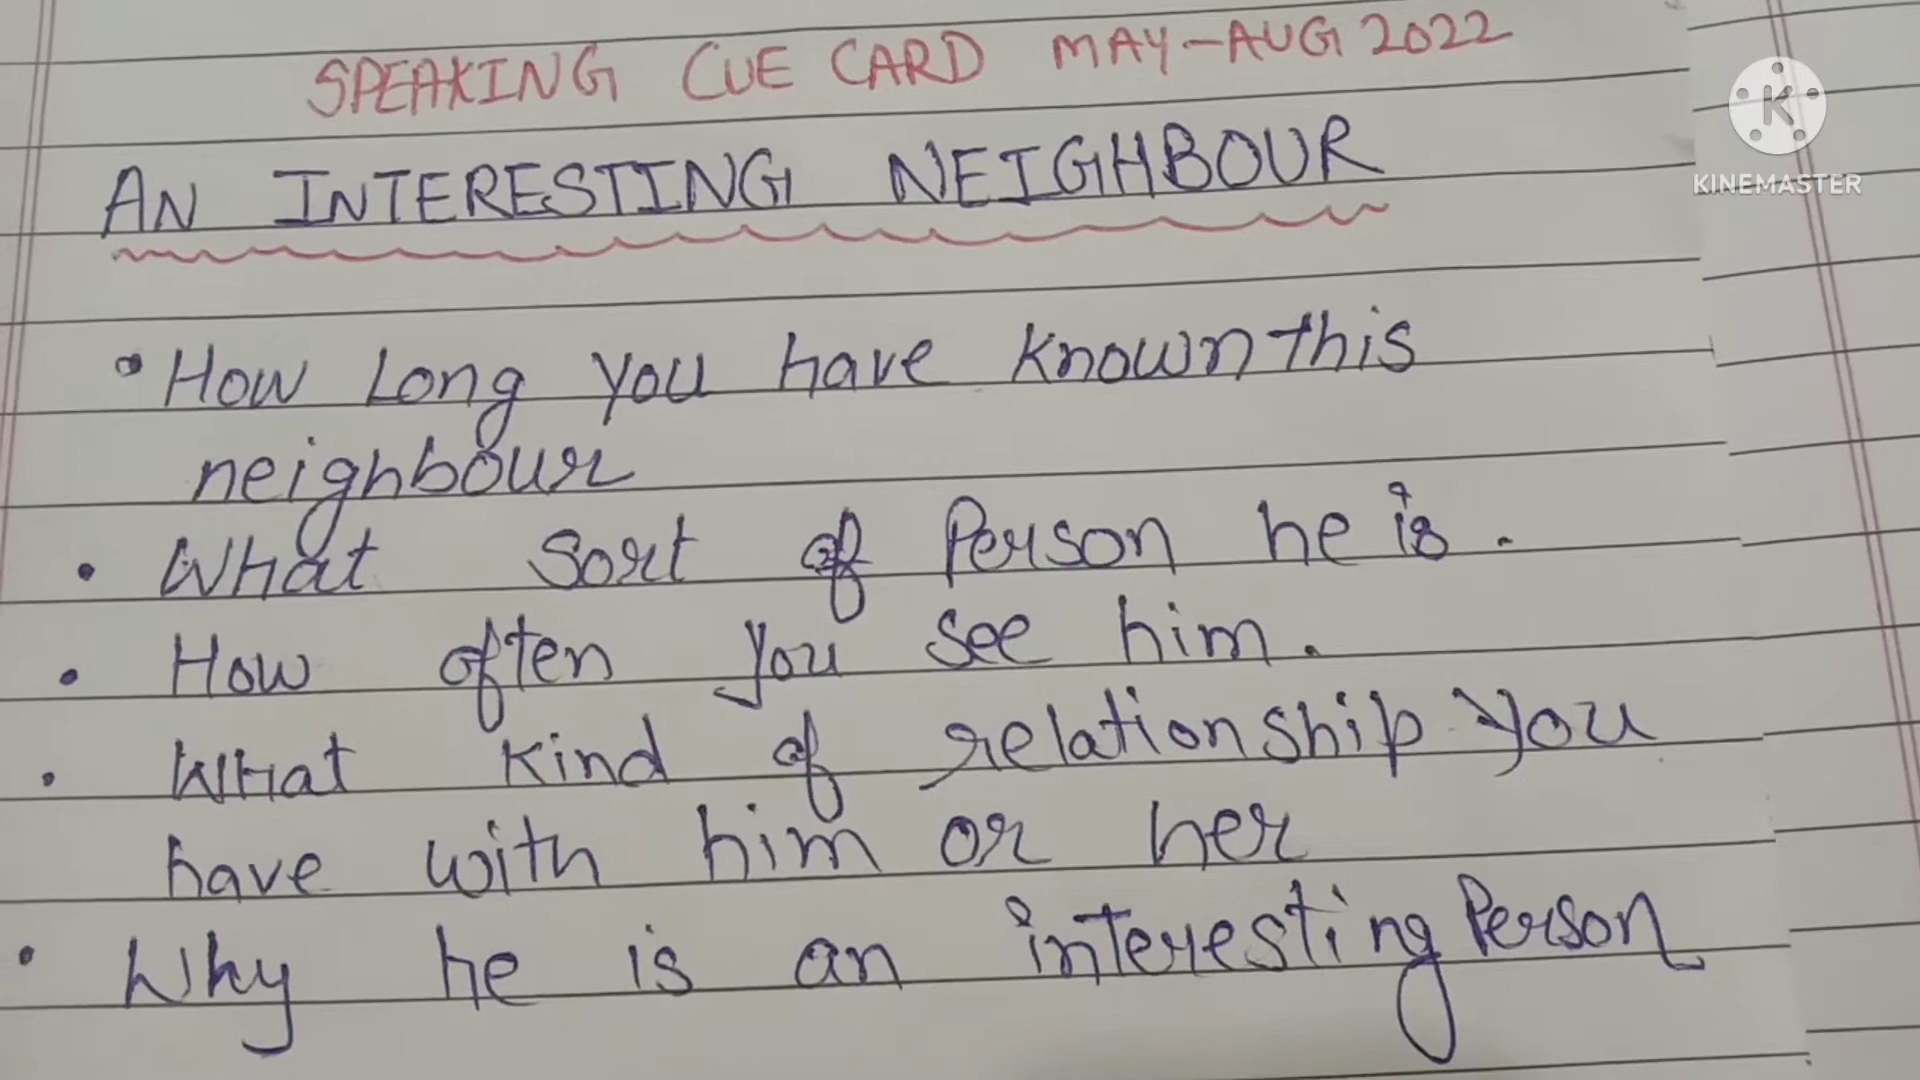 SPEAKING CUE CARD MAY-AUG 2022
AN INTERESTING NEIGHBOUR
KINEMASTER
• How Long you have known this
neighbour
• What sort of Person he is.
• How often you see him.
• What kind of relationship you
have with him or her
• Why he is an interesting Person